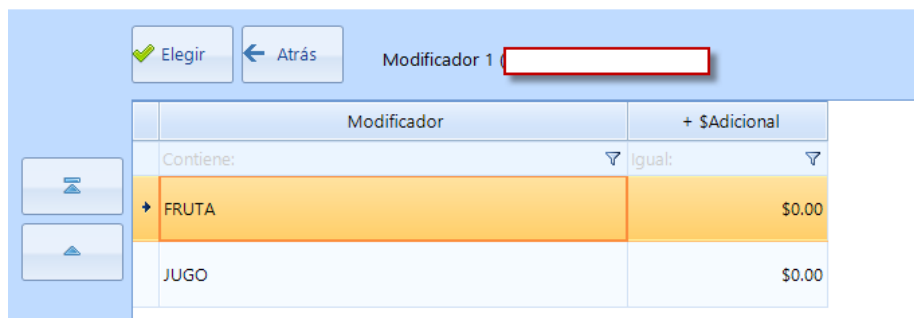 Elegir Atrás Modificador 1 (
Modificador + $Adicional
Contiene: Igual:
FRUTA $0.00
JUGO $0.00